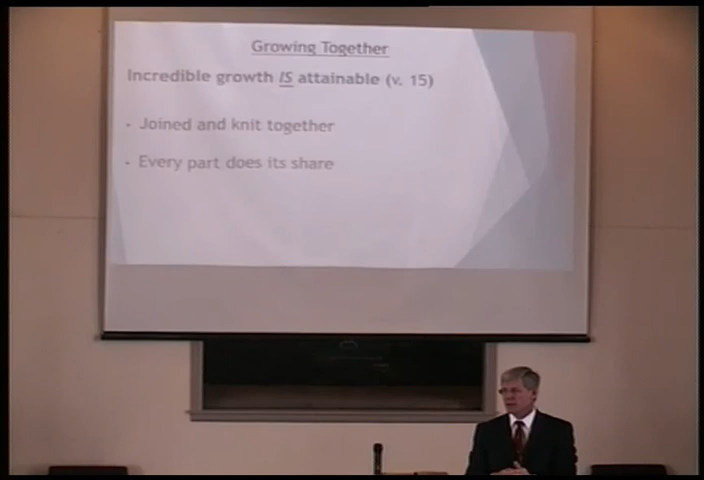 Growing Together
Incredible growth IS attainable (v. 15)
- Joined and knit together
- Every part does its share